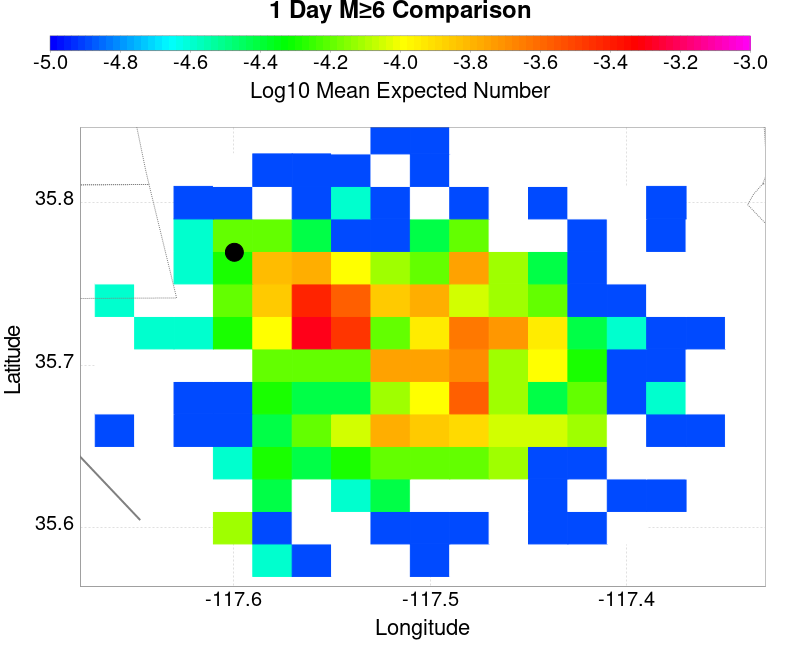 1 Day M≥6 Comparison
-5.0 -4.8 -4.6 -4.4 -4.2 -4.0 -3.8 -3.6 -3.4 -3.2 -3.0
Log10 Mean Expected Number
35.8
35.7
35.6
Latitude
-117.6 -117.5 -117.4
Longitude